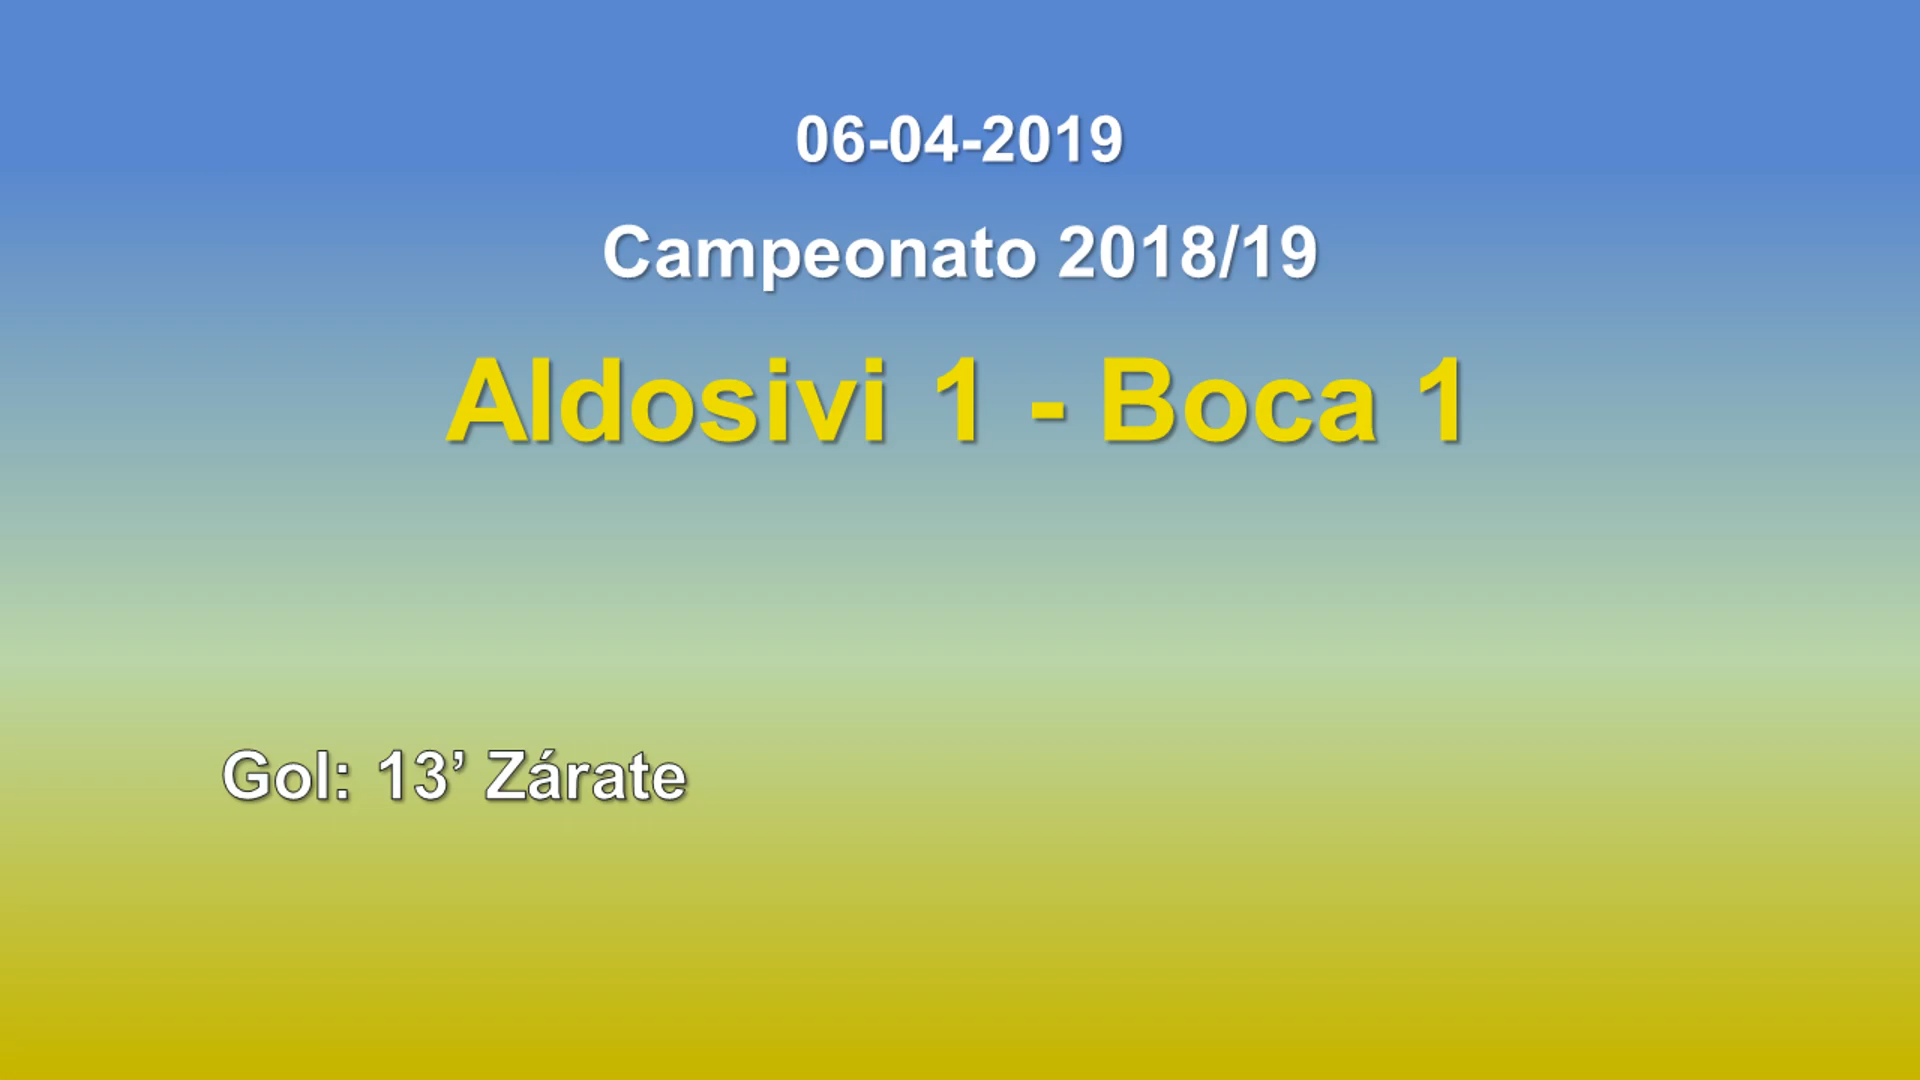 06-04-2019
Campeonato 2018/19
Aldosivi 1 - Boca 1
Gol: 13’ Zárate